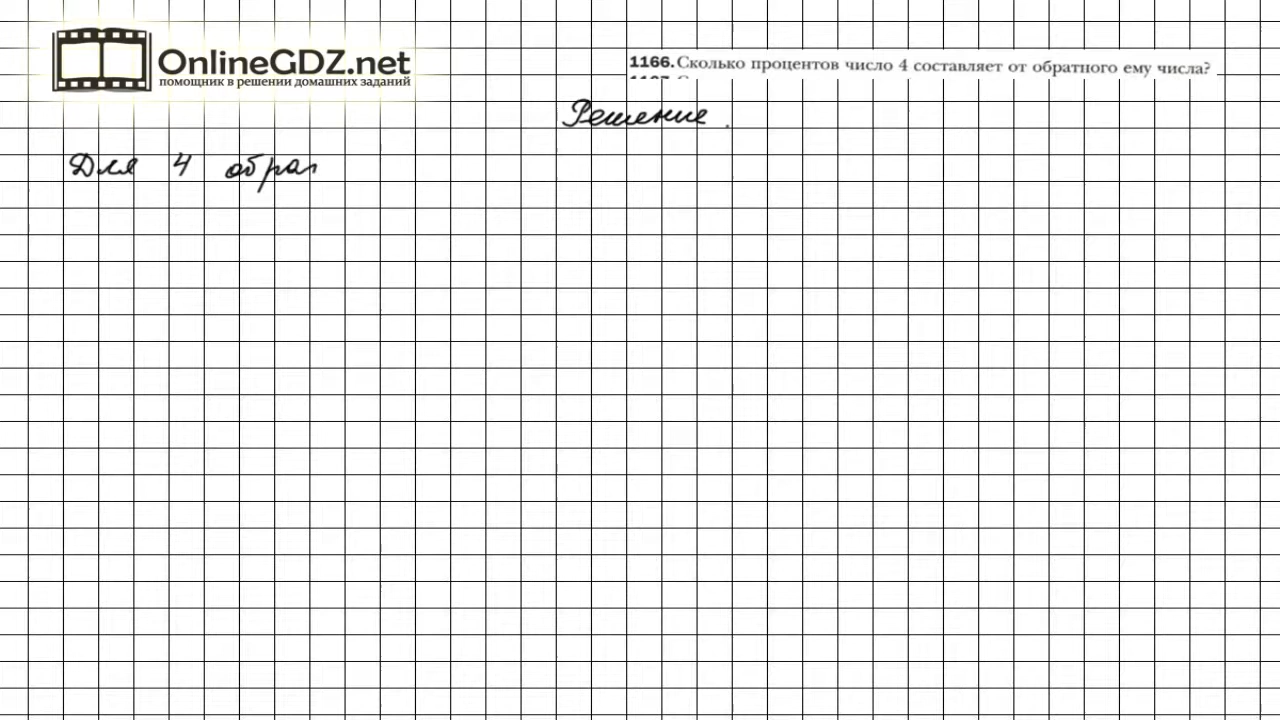 OnlineGDZ.net
помощник в решении домашних заданий
1166. Сколько процентов число 4 составляет от обратного ему числа?
Решение.
Для 4 обрат